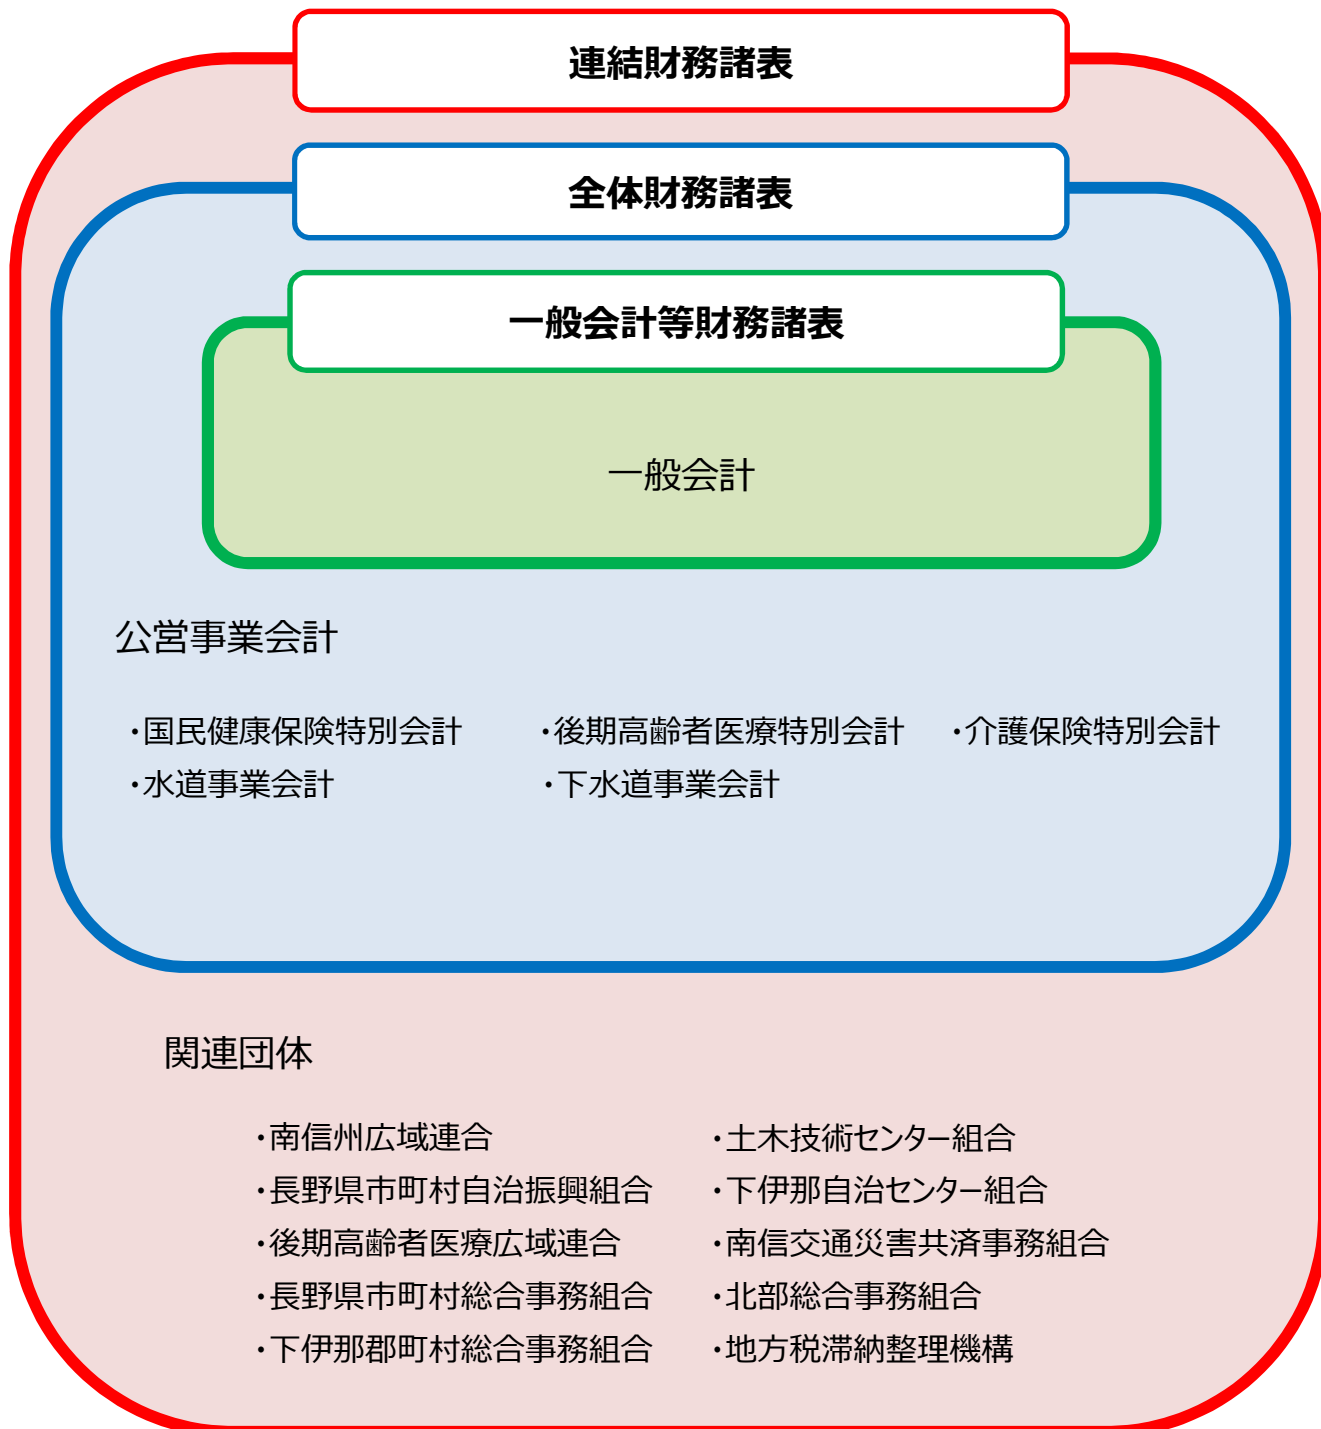 連結財務諸表
全体財務諸表
一般会計等財務諸表
一般会計
公営事業会計
・国民健康保険特別会計 ・後期高齢者医療特別会計 ・介護保険特別会計
・水道事業会計 ・下水道事業会計
関連団体
・南信州広域連合 ・土木技術センター組合
・長野県市町村自治振興組合 ・下伊那自治センター組合
・後期高齢者医療広域連合 ・南信交通災害共済事務組合
・長野県市町村総合事務組合 ・北部総合事務組合
・下伊那郡町村総合事務組合 ・地方税滞納整理機構